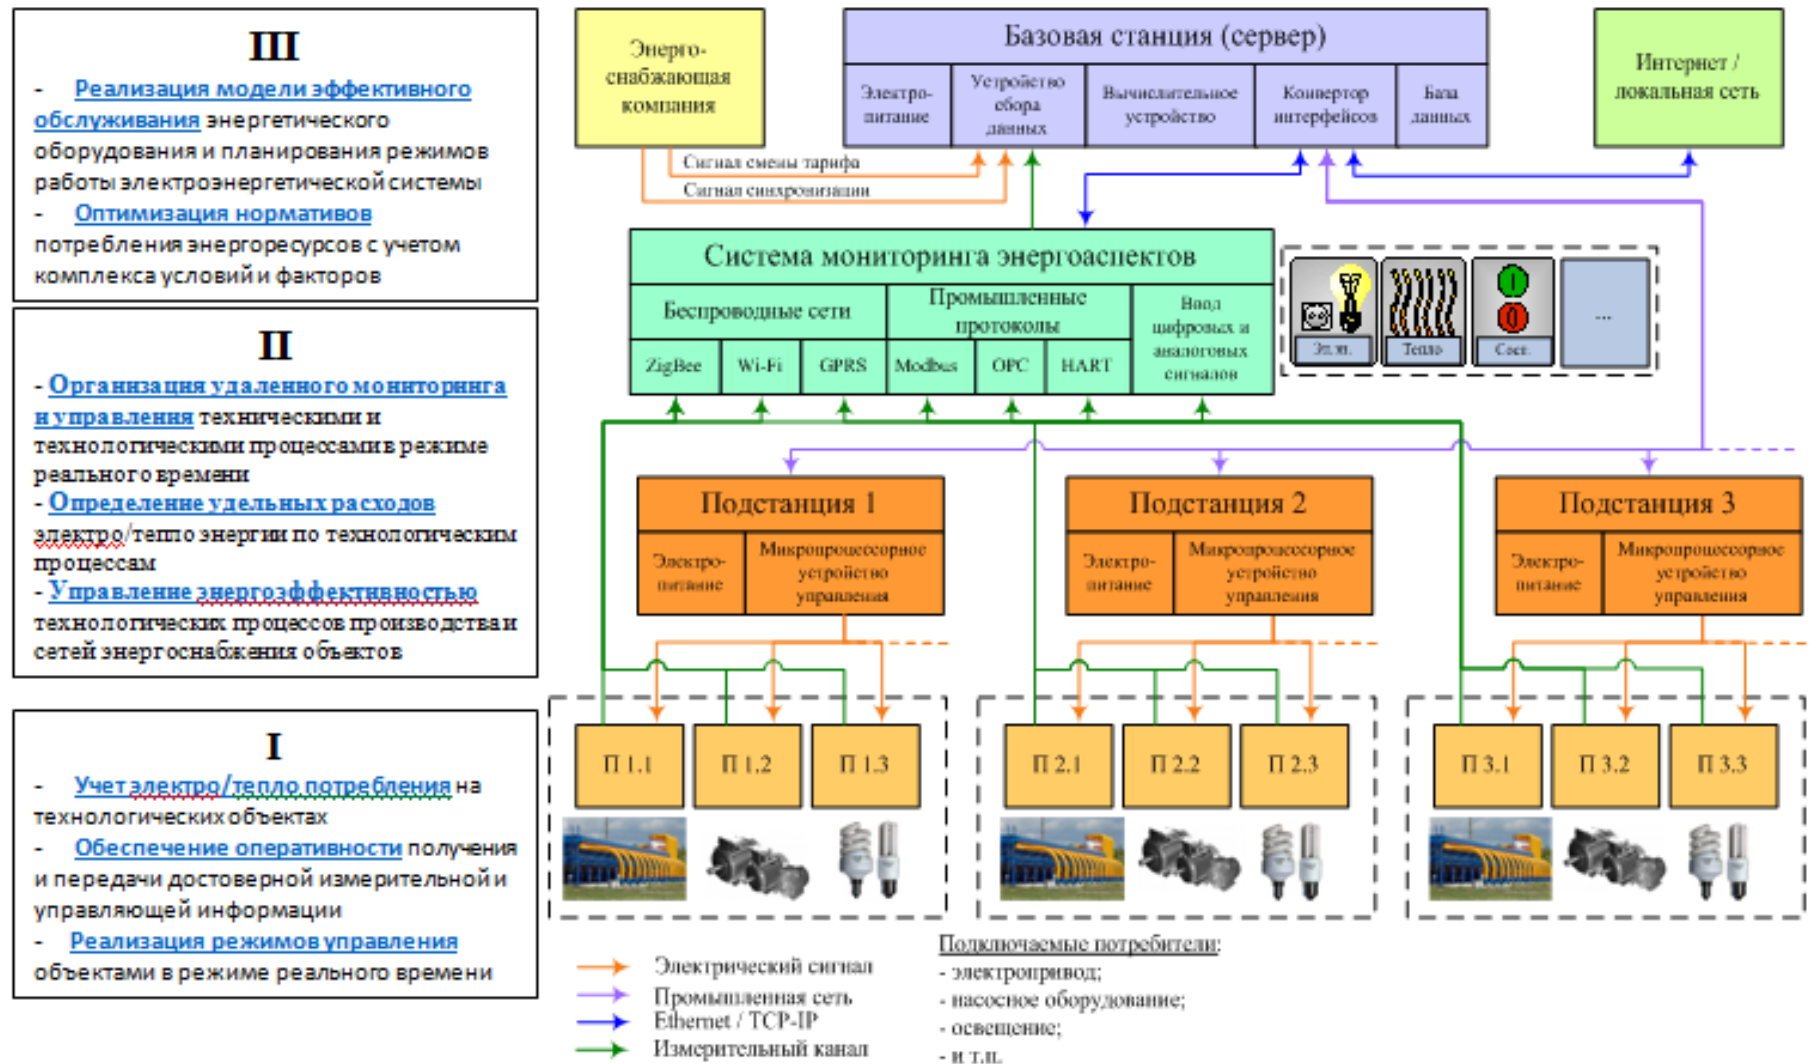 III
- Реализация модели эффективного
обслуживания энергетического
оборудования и планирования режимов
работы электроэнергетической системы
- Оптимизация нормативов
потребления энергоресурсов с учетом
комплекса условий и факторов
II
- Организация удаленного мониторинга
и управления техническими и
технологическими процессами в режиме
реального времени
- Определение удельных расходов
электро/тепло энергии по технологическим
процессам
- Управление энергоэффективностью
технологических процессов производства и
сетей энергоснабжения объектов
I
- Учет электро/тепло потребления на
технологических объектах
- Обеспечение оперативности получения
и передачи достоверной измерительной и
управляющей информации
- Реализация режимов управления
объектами в режиме реального времени
Энерго-
снабжающая
компания
Базовая станция (сервер)
Электро-
питание
Устройство
сбора
данных
Вычислительное
устройство
Конвертор
интерфейсов
База
данных
Интернет /
локальная сеть
Сигнал смены тарифа
Сигнал синхронизации
Система мониторинга энергоаспектов
Беспроводные сети
Промышленные
протоколы
Ввод
цифровых и
аналоговых
сигналов
ZigBee
Wi-Fi
GPRS
Modbus
OPC
HART
Эл.эн.
Тепло
Сост.
...
Подстанция 1
Электро-
питание
Микропроцессорное
устройство
управления
Подстанция 2
Электро-
питание
Микропроцессорное
устройство
управления
Подстанция 3
Электро-
питание
Микропроцессорное
устройство
управления
П 1.1
П 1.2
П 1.3
П 2.1
П 2.2
П 2.3
П 3.1
П 3.2
П 3.3
Электрический сигнал
Промышленная сеть
Ethernet / TCP-IP
Измерительный канал
Подключаемые потребители:
- электропривод;
- насосное оборудование;
- освещение;
- и т.п.